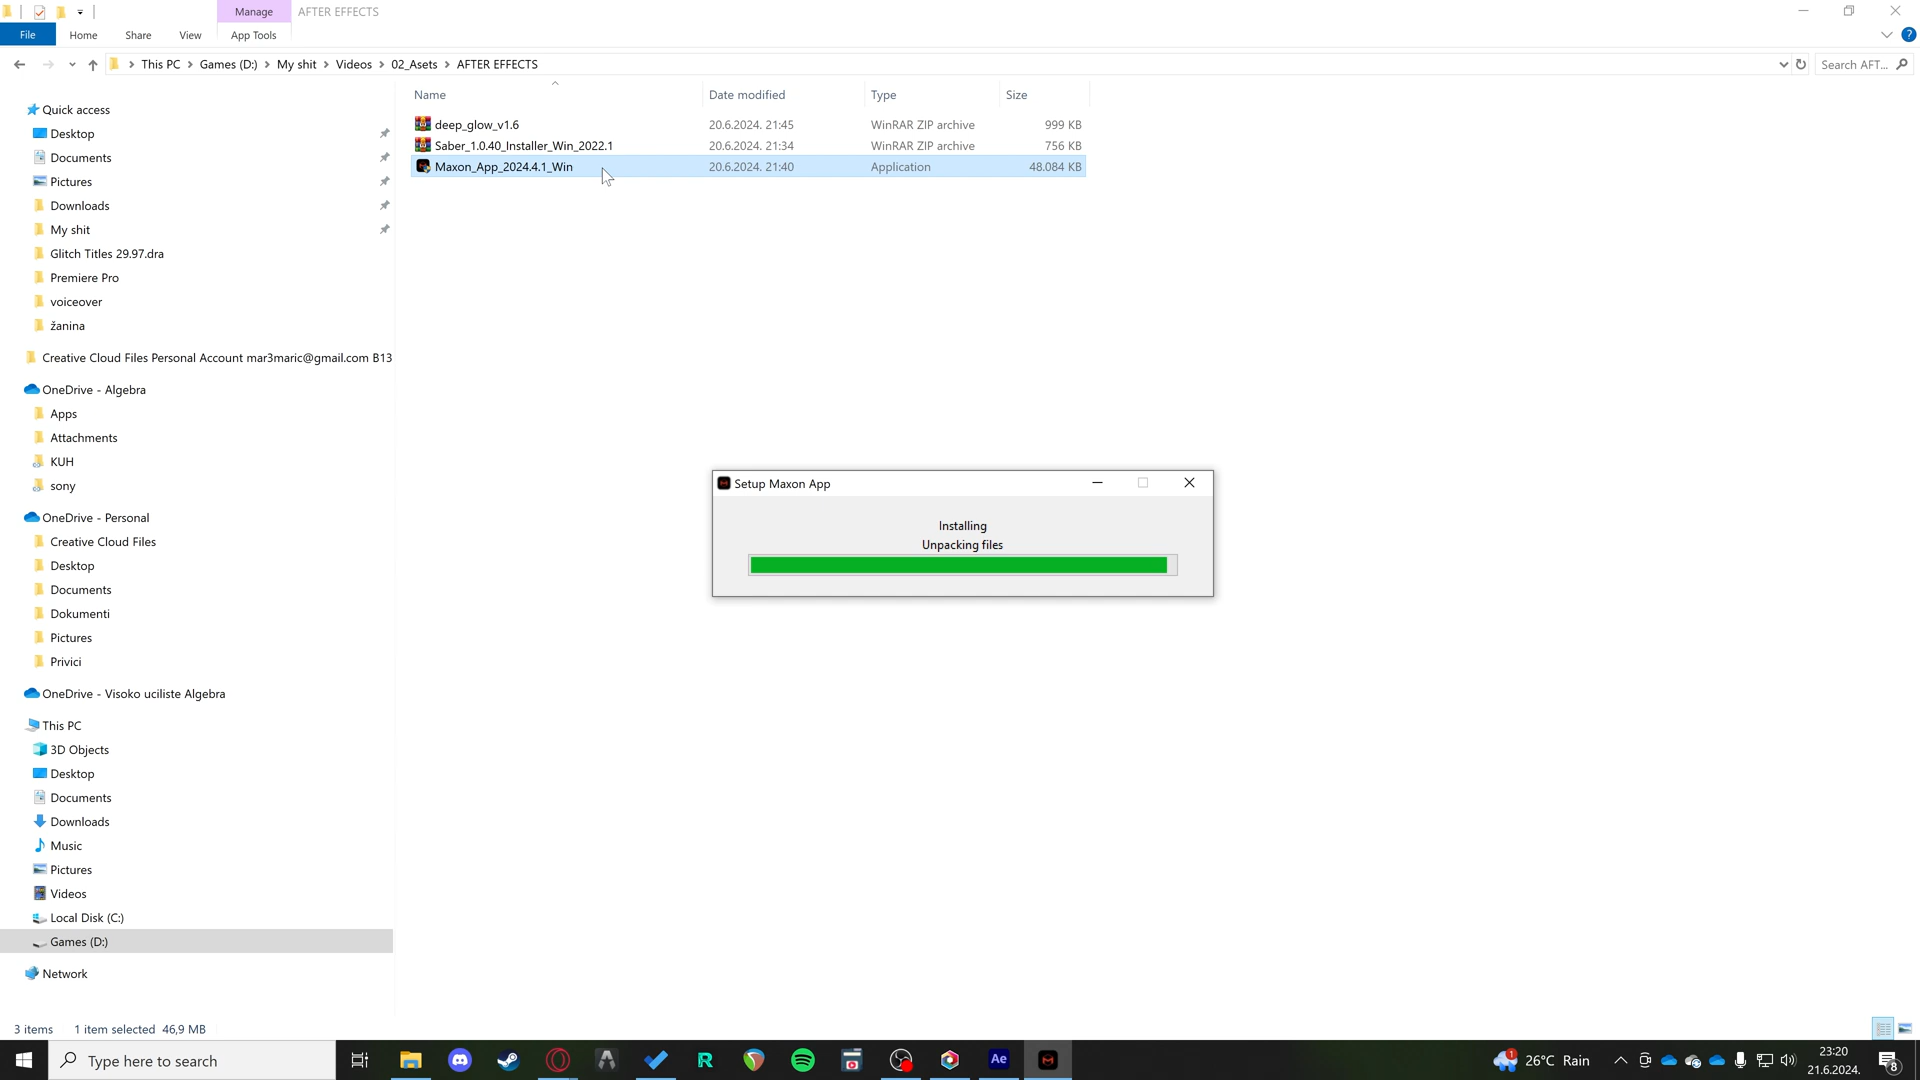 Manage
AFTER EFFECTS
File
Home
Share
View
App Tools
This PC
Games (D:)
My shit
Videos
02_Asets
AFTER EFFECTS
Search AFT...
Name
Date modified
Type
Size
deep_glow_v1.6
20.6.2024. 21:45
WinRAR ZIP archive
999 KB
Saber_1.0.40_Installer_Win_2022.1
20.6.2024. 21:34
WinRAR ZIP archive
756 KB
Maxon_App_2024.4.1_Win
20.6.2024. 21:40
Application
48.084 KB
Quick access
Desktop
Documents
Pictures
Downloads
My shit
Glitch Titles 29.97.dra
Premiere Pro
voiceover
žanina
Creative Cloud Files Personal Account mar3maric@gmail.com B13
OneDrive - Algebra
Apps
Attachments
KUH
sony
OneDrive - Personal
Creative Cloud Files
Desktop
Documents
Dokumenti
Pictures
Privici
OneDrive - Visoko uciliste Algebra
This PC
3D Objects
Desktop
Documents
Downloads
Music
Pictures
Videos
Local Disk (C:)
Games (D:)
Network
Setup Maxon App
Installing
Unpacking files
3 items
1 item selected 46,9 MB
Type here to search
Ae
26°C Rain
23:20
21.6.2024.
8